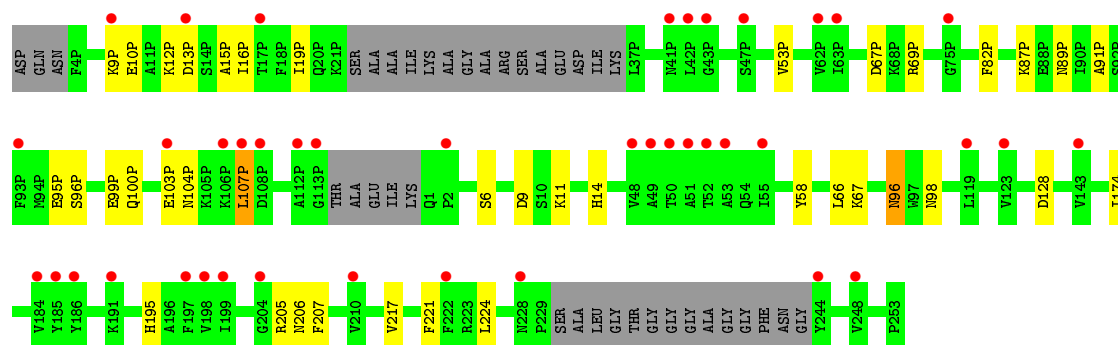 ASP GLN ASN F4P K9P E10P A11P K12P D13P S14P A15P I16P T17P F18P I19P Q20P K21P SER ALA ALA ILE LYS ALA GLY ALA ARG SER ALA GLU ASP ILE LYS L37P N41P L42P G43P S47P V53P V62P I63P D67P K68P R69P G75P F82P K87P E88P N89P I90P A91P S92P
F93P M94P E95P S96P E99P Q100P E103P N104P K105P K106P L107P D108P A112P G113P THR ALA GLU ILE LYS Q1 P2 S6 D9 S10 K11 H14 V48 A49 T50 A51 T52 A53 Q54 I55 Y58 L66 K67 N96 W97 N98 L119 V123 D128 V143 I174
V184 Y185 Y186 K191 H195 A196 F197 V198 I199 G204 R205 N206 F207 V210 V217 F221 F222 R223 L224 N228 P229 SER ALA LEU GLY THR GLY GLY GLY ALA GLY GLY PHE ASN GLY Y244 V248 P253